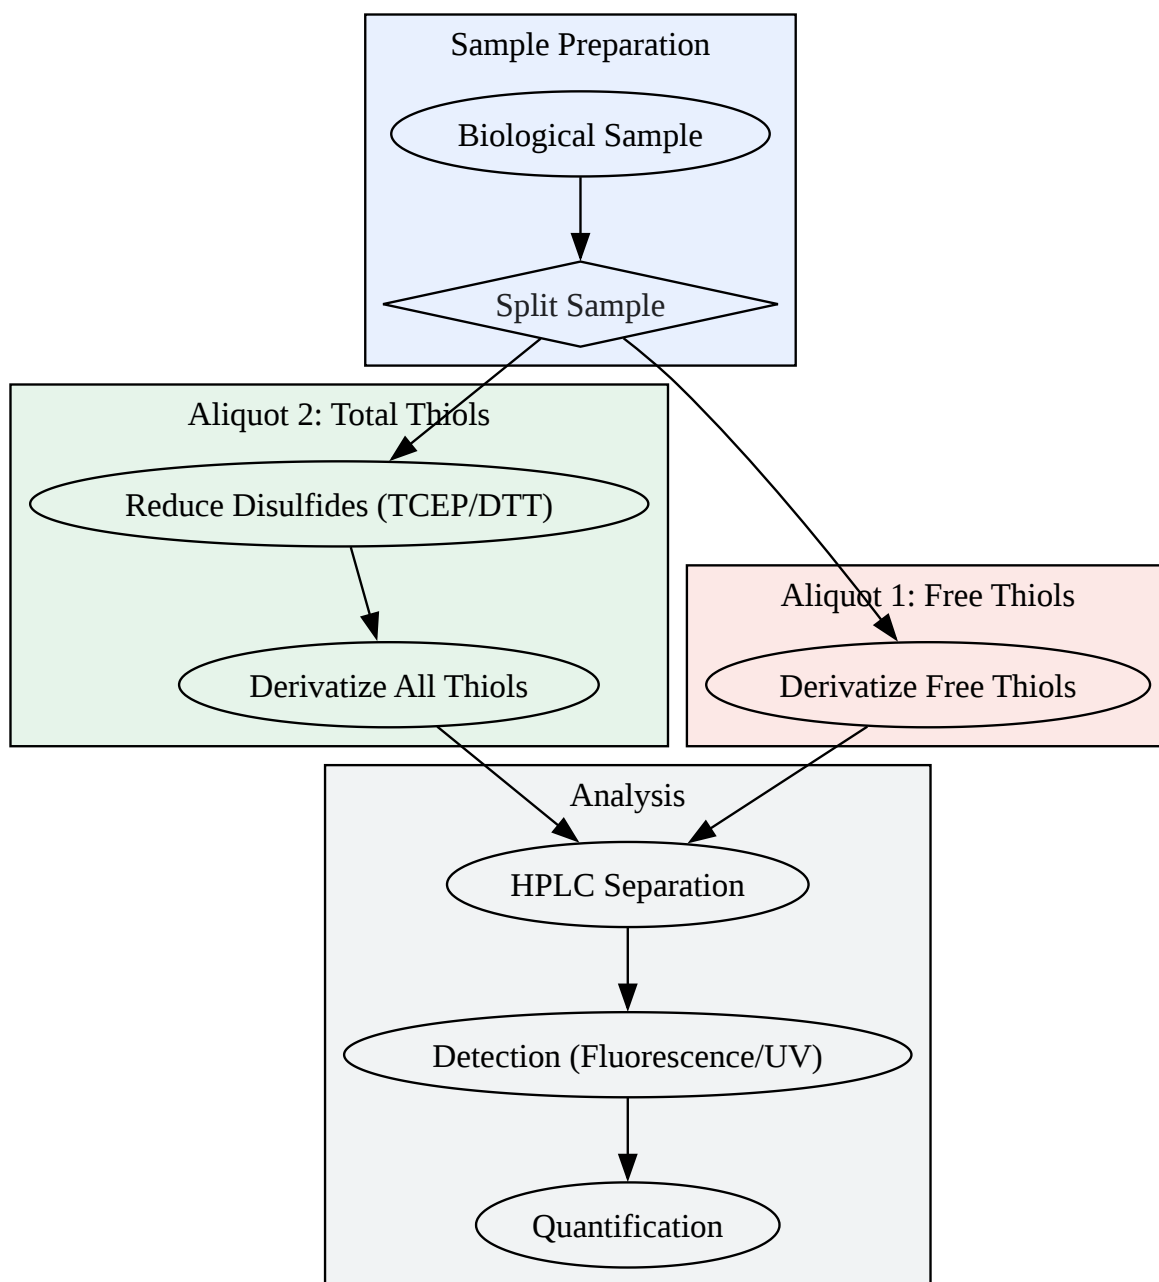 Sample Preparation
Biological Sample
Split Sample
Aliquot 2: Total Thiols
Reduce Disulfides (TCEP/DTT)
Derivatize All Thiols
Aliquot 1: Free Thiols
Derivatize Free Thiols
Analysis
HPLC Separation
Detection (Fluorescence/UV)
Quantification